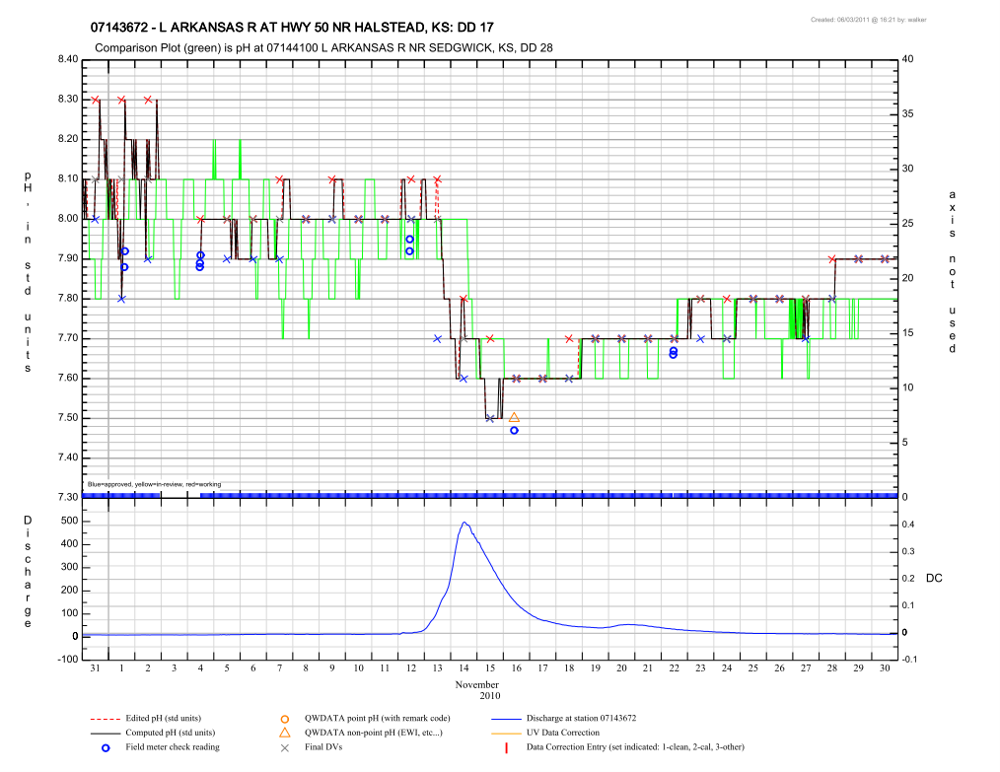 Created: 06/03/2011 @ 16:21 by: walker
07143672 - L ARKANSAS R AT HWY 50 NR HALSTEAD, KS: DD 17
Comparison Plot (green) is pH at 07144100 L ARKANSAS R NR SEDGWICK, KS, DD 28
8.40
8.30
8.20
8.10
8.00
7.90
7.80
7.70
7.60
7.50
7.40
7.30
pH, in std units
40
35
30
25
20
15
10
5
0
axis not used
Blue=approved, yellow=in-review, red=working
Discharge
500
400
300
200
100
0
-100
0.4
0.3
0.2
0.1
0
-0.1
DC
31 1 2 3 4 5 6 7 8 9 10 11 12 13 14 15 16 17 18 19 20 21 22 23 24 25 26 27 28 29 30
November
2010
Edited pH (std units)
Computed pH (std units)
Field meter check reading
QWDATA point pH (with remark code)
QWDATA non-point pH (EWI, etc...)
Final DVs
Discharge at station 07143672
UV Data Correction
Data Correction Entry (set indicated: 1-clean, 2-cal, 3-other)